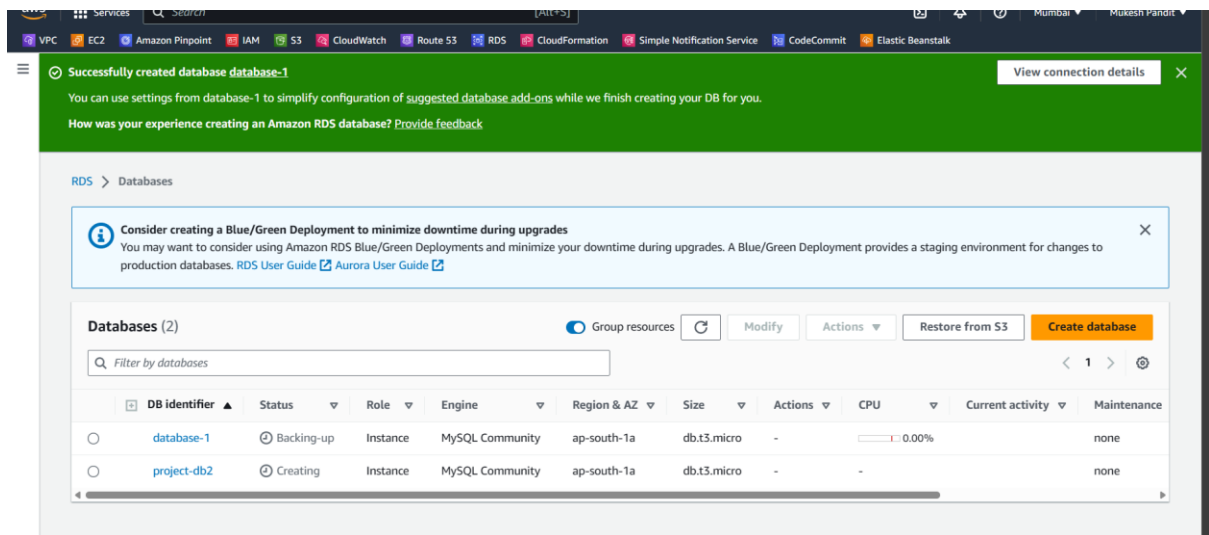 aws Services Search [Alt+S] Mumbai ▼ Mukesh Pandit ▼
VPC EC2 Amazon Pinpoint IAM S3 CloudWatch Route 53 RDS CloudFormation Simple Notification Service CodeCommit Elastic Beanstalk
Successfully created database database-1 View connection details
You can use settings from database-1 to simplify configuration of suggested database add-ons while we finish creating your DB for you.
How was your experience creating an Amazon RDS database? Provide feedback
RDS > Databases
Consider creating a Blue/Green Deployment to minimize downtime during upgrades
You may want to consider using Amazon RDS Blue/Green Deployments and minimize your downtime during upgrades. A Blue/Green Deployment provides a staging environment for changes to
production databases. RDS User Guide Aurora User Guide
Databases (2) Group resources Modify Actions ▼ Restore from S3 Create database
Filter by databases < 1 >
DB identifier ▲ Status Role Engine Region & AZ Size Actions CPU Current activity Maintenance
database-1 Backing-up Instance MySQL Community ap-south-1a db.t3.micro - 0.00% none
project-db2 Creating Instance MySQL Community ap-south-1a db.t3.micro - - none